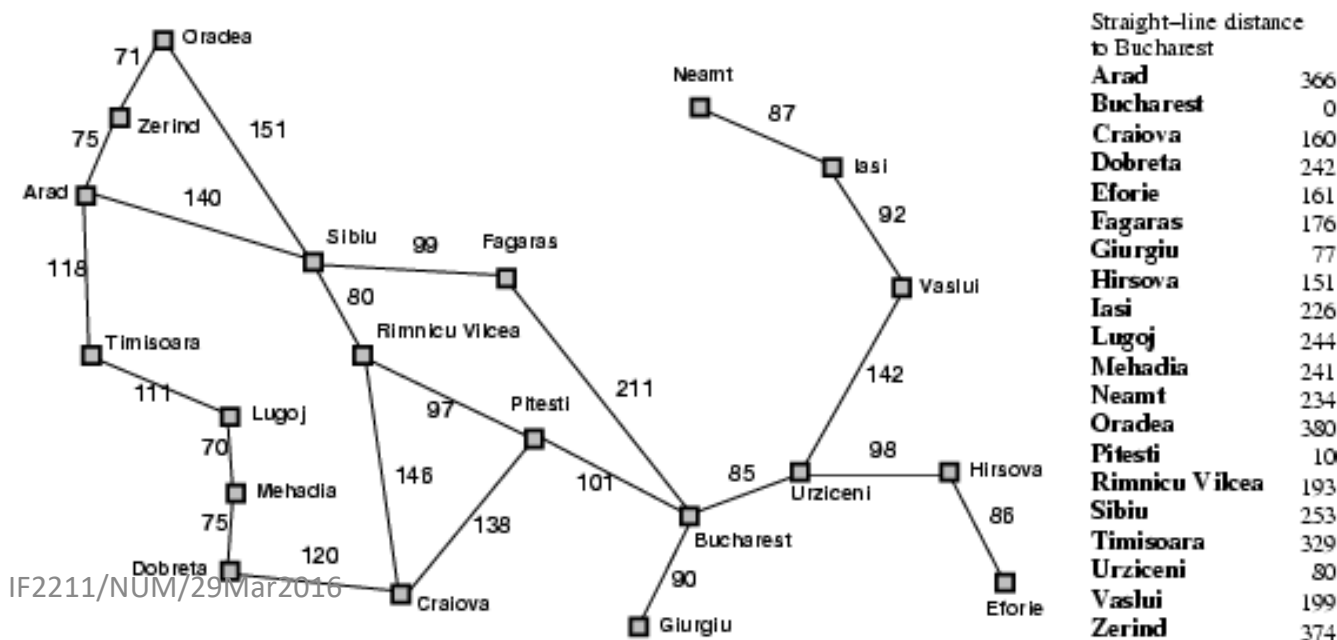 Oradea
71
Neamt
87
Zerind
151
75
Iasi
Arad
140
92
Sibiu
99
Fagaras
118
80
Vaslui
Timisoara
Rimnicu Vilcea
142
111
211
Lugoj
97
Pitesti
70
98
Hirsova
146
85
Mehadia
101
Urziceni
86
75
138
Bucharest
120
Dobreta
90
IF2211/NUM/29Mar2016
Craiova
Eforie
Giurgiu
Straight–line distance
to Bucharest
Arad 366
Bucharest 0
Craiova 160
Dobreta 242
Eforie 161
Fagaras 176
Giurgiu 77
Hirsova 151
Iasi 226
Lugoj 244
Mehadia 241
Neamt 234
Oradea 380
Pitesti 10
Rimnicu Vilcea 193
Sibiu 253
Timisoara 329
Urziceni 80
Vaslui 199
Zerind 374